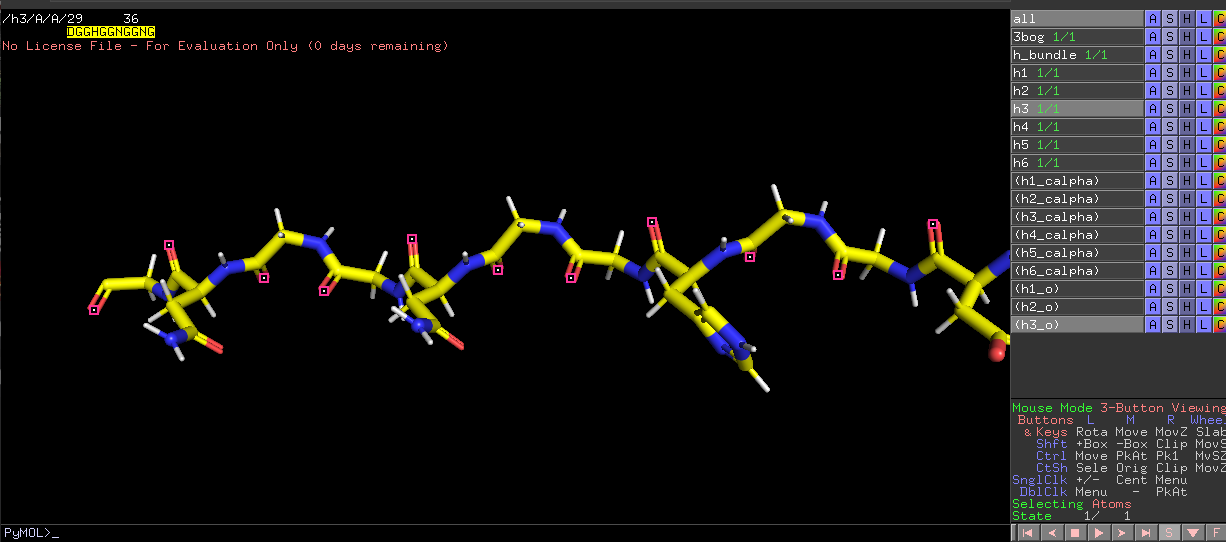 /h3/A/A/29 36
DGGHGGNGGNG
No License File - For Evaluation Only (0 days remaining)
all A S H L C
3bog 1/1 A S H L C
h_bundle 1/1 A S H L C
h1 1/1 A S H L C
h2 1/1 A S H L C
h3 1/1 A S H L C
h4 1/1 A S H L C
h5 1/1 A S H L C
h6 1/1 A S H L C
(h1_calpha) A S H L C
(h2_calpha) A S H L C
(h3_calpha) A S H L C
(h4_calpha) A S H L C
(h5_calpha) A S H L C
(h6_calpha) A S H L C
(h1_o) A S H L C
(h2_o) A S H L C
(h3_o) A S H L C
Mouse Mode 3-Button Viewing
Buttons L M R Wheel
& Keys Rota Move MovZ Slab
Shft +Box -Box Clip MovS
Ctrl Move PkAt Pk1 MvSZ
CtSh Sele Orig Clip MovZ
SnglClk +/- Cent Menu
DblClk Menu - PkAt
Selecting Atoms
State 1/ 1
PyMOL>_
S F